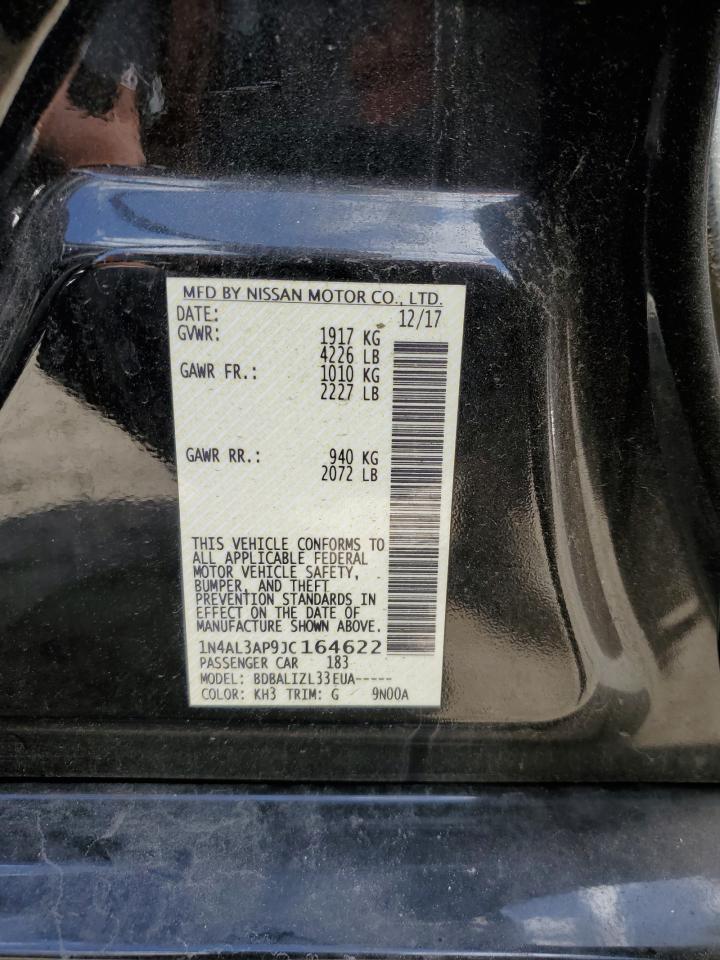 MFD BY NISSAN MOTOR CO., LTD.
DATE: 12/17
GVWR: 1917 KG
4226 LB
GAWR FR.: 1010 KG
2227 LB
GAWR RR.: 940 KG
2072 LB
THIS VEHICLE CONFORMS TO
ALL APPLICABLE FEDERAL
MOTOR VEHICLE SAFETY,
BUMPER, AND THEFT
PREVENTION STANDARDS IN
EFFECT ON THE DATE OF
MANUFACTURE SHOWN ABOVE.
1N4AL3AP9JC164622
PASSENGER CAR 183
MODEL: BDBALIZL33EUA-----
COLOR: KH3 TRIM: G 9N00A